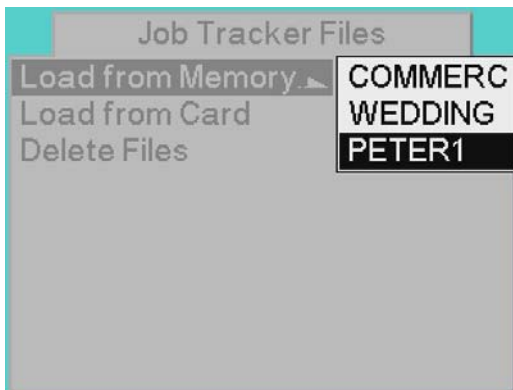 Job Tracker Files
Load from Memory COMMERC
Load from Card WEDDING
Delete Files PETER1